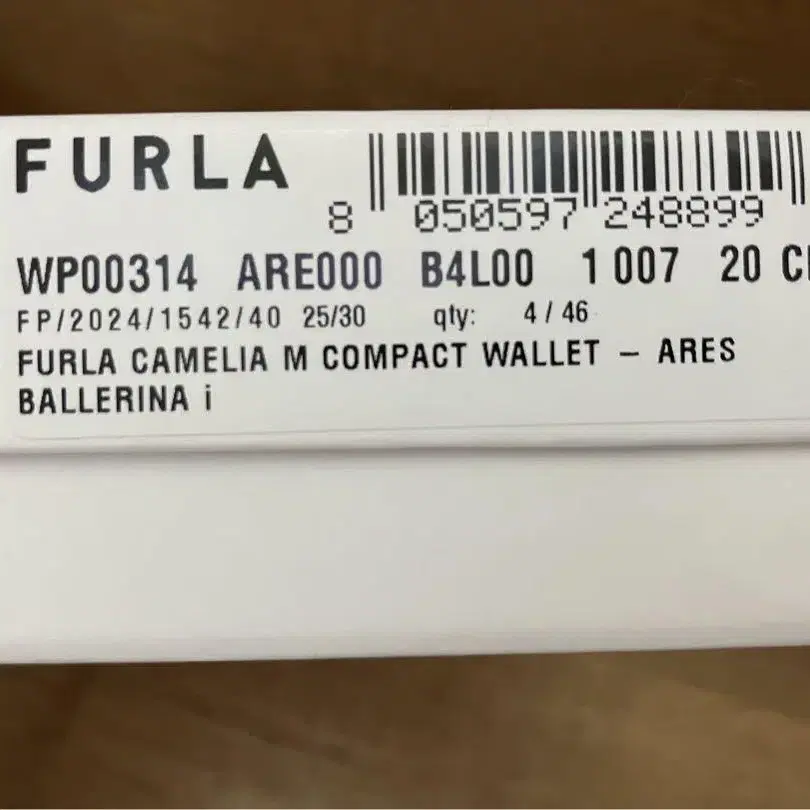 FURLA
8 050597 248899
WP00314 ARE000 B4L00 1 007 20
FP/2024/1542/40 25/30 qty: 4 / 46
FURLA CAMELIA M COMPACT WALLET – ARES
BALLERINA i